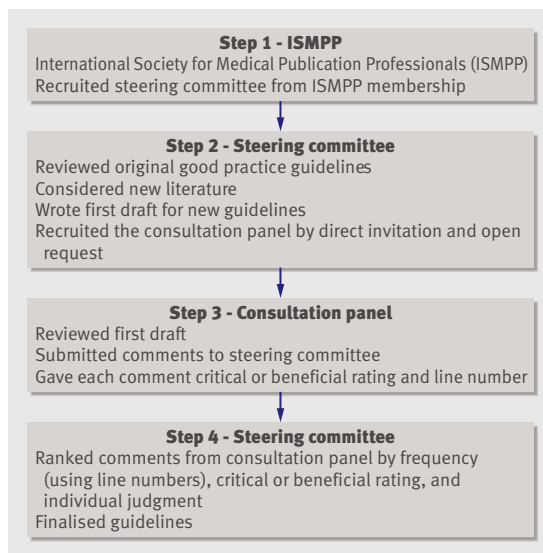 Step 1 - ISMPP
International Society for Medical Publication Professionals (ISMPP)
Recruited steering committee from ISMPP membership
Step 2 - Steering committee
Reviewed original good practice guidelines
Considered new literature
Wrote first draft for new guidelines
Recruited the consultation panel by direct invitation and open
request
Step 3 - Consultation panel
Reviewed first draft
Submitted comments to steering committee
Gave each comment critical or beneficial rating and line number
Step 4 - Steering committee
Ranked comments from consultation panel by frequency
(using line numbers), critical or beneficial rating, and
individual judgment
Finalised guidelines